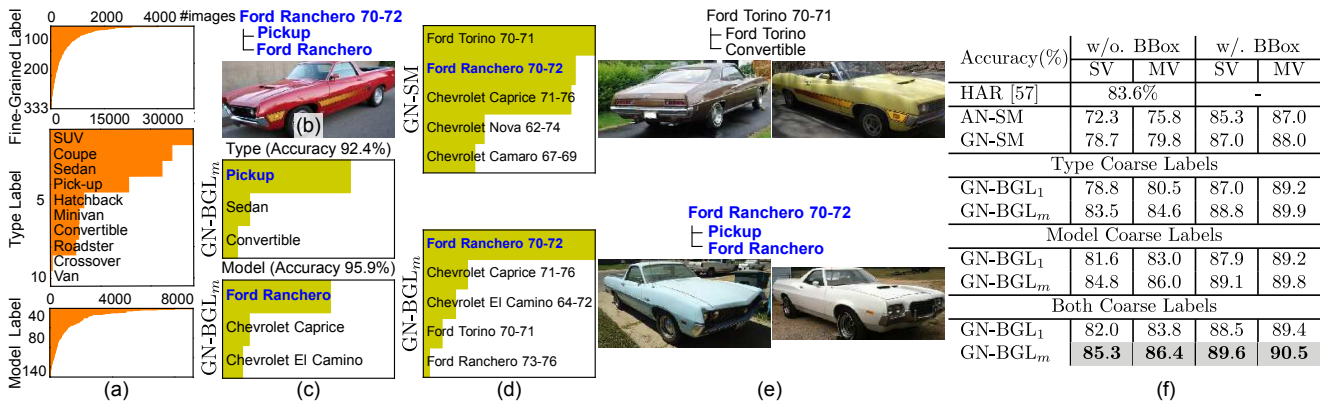 0 2000 4000 #images
Fine-Grained Label
100
200
333
0 15000 30000
Type Label
SUV
Coupe
Sedan
Pick-up
5
Hatchback
Minivan
Convertible
Roadster
Crossover
10
Van
0 4000 8000
Model Label
40
80
140
(a)
Ford Ranchero 70-72
Pickup
Ford Ranchero
(b)
Type (Accuracy 92.4%)
GN-BGLm
Pickup
Sedan
Convertible
Model (Accuracy 95.9%)
GN-BGLm
Ford Ranchero
Chevrolet Caprice
Chevrolet El Camino
(c)
GN-SM
Ford Torino 70-71
Ford Ranchero 70-72
Chevrolet Caprice 71-76
Chevrolet Nova 62-74
Chevrolet Camaro 67-69
GN-BGLm
Ford Ranchero 70-72
Chevrolet Caprice 71-76
Chevrolet El Camino 64-72
Ford Torino 70-71
Ford Ranchero 73-76
(d)
Ford Torino 70-71
Ford Torino
Convertible
Ford Ranchero 70-72
Pickup
Ford Ranchero
(e)
Accuracy(%) w/o. BBox w/. BBox
SV MV SV MV
HAR [57] 83.6% -
AN-SM 72.3 75.8 85.3 87.0
GN-SM 78.7 79.8 87.0 88.0
Type Coarse Labels
GN-BGL1 78.8 80.5 87.0 89.2
GN-BGLm 83.5 84.6 88.8 89.9
Model Coarse Labels
GN-BGL1 81.6 83.0 87.9 89.2
GN-BGLm 84.8 86.0 89.1 89.8
Both Coarse Labels
GN-BGL1 82.0 83.8 88.5 89.4
GN-BGLm 85.3 86.4 89.6 90.5
(f)